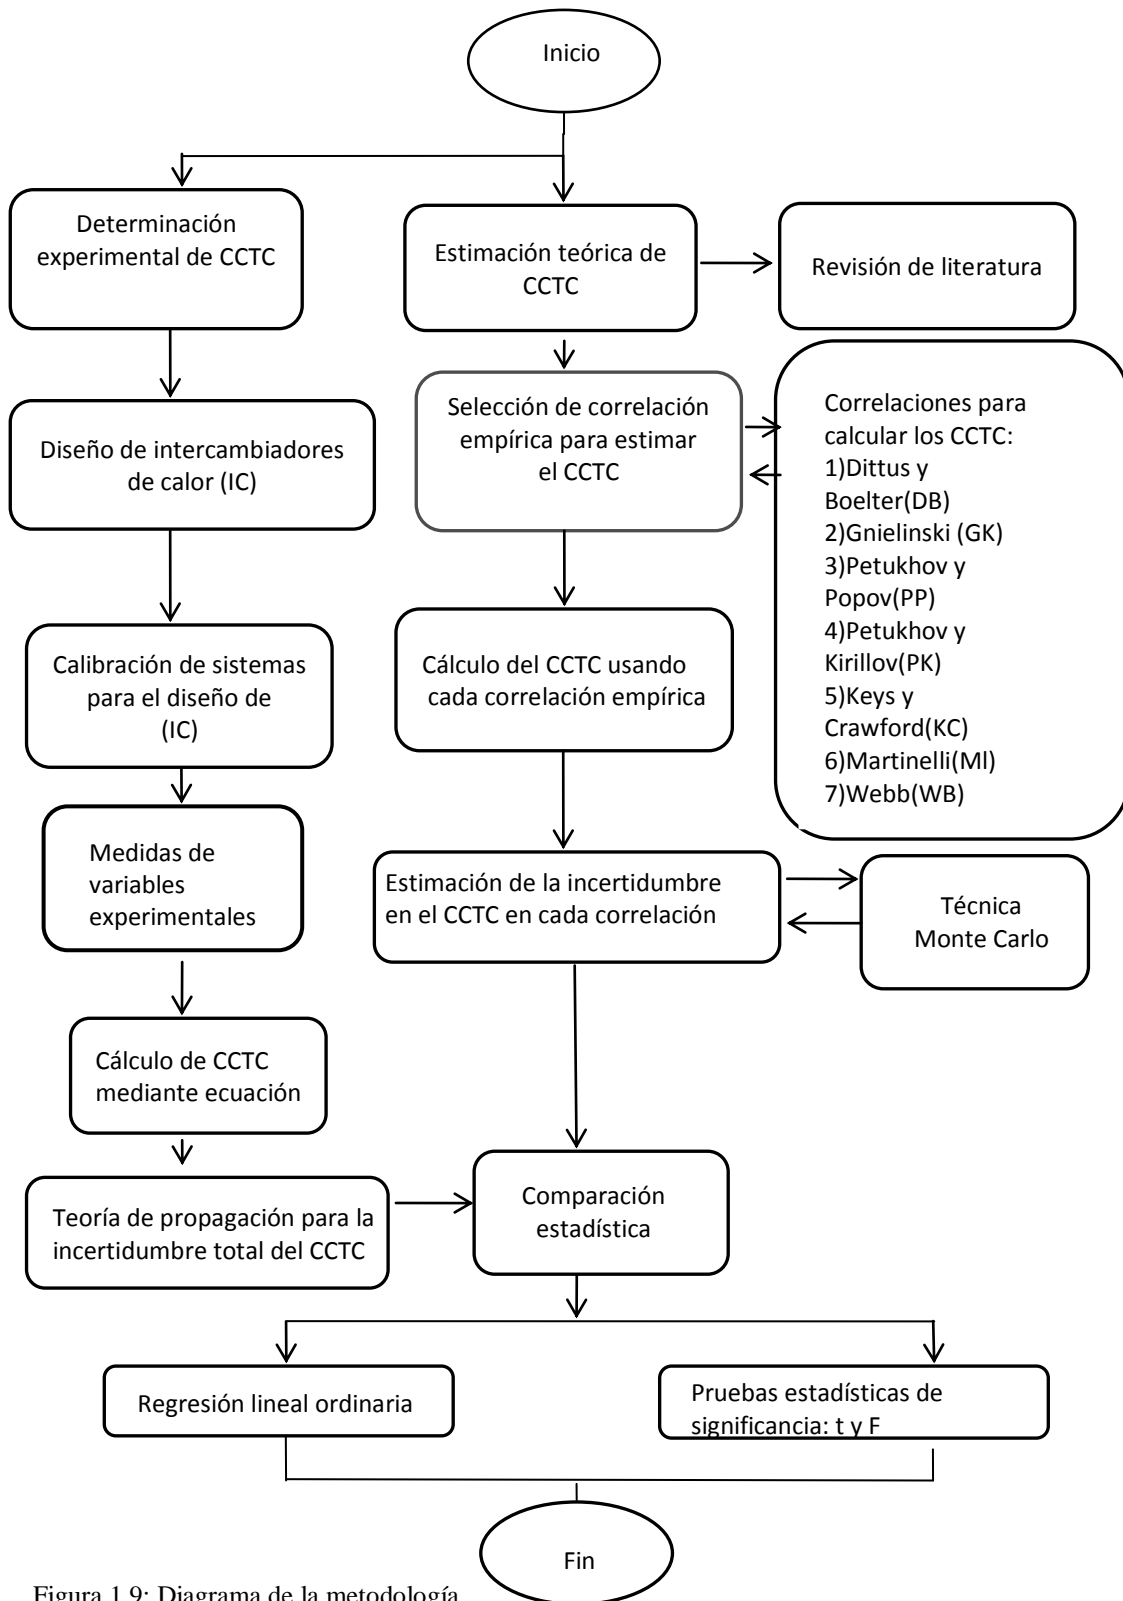 Inicio
Determinación
experimental de CCTC
Estimación teórica de
CCTC
Revisión de literatura
Diseño de intercambiadores
de calor (IC)
Selección de correlación
empírica para estimar
el CCTC
Correlaciones para
calcular los CCTC:
1)Dittus y
Boelter(DB)
2)Gnielinski (GK)
3)Petukhov y
Popov(PP)
4)Petukhov y
Kirillov(PK)
5)Keys y
Crawford(KC)
6)Martinelli(Ml)
7)Webb(WB)
Calibración de sistemas
para el diseño de
(IC)
Cálculo del CCTC usando
cada correlación empírica
Medidas de
variables
experimentales
Estimación de la incertidumbre
en el CCTC en cada correlación
Técnica
Monte Carlo
Cálculo de CCTC
mediante ecuación
Teoría de propagación para la
incertidumbre total del CCTC
Comparación
estadística
Regresión lineal ordinaria
Pruebas estadísticas de
significancia: t y F
Fin
Figura 1.9: Diagrama de la metodología